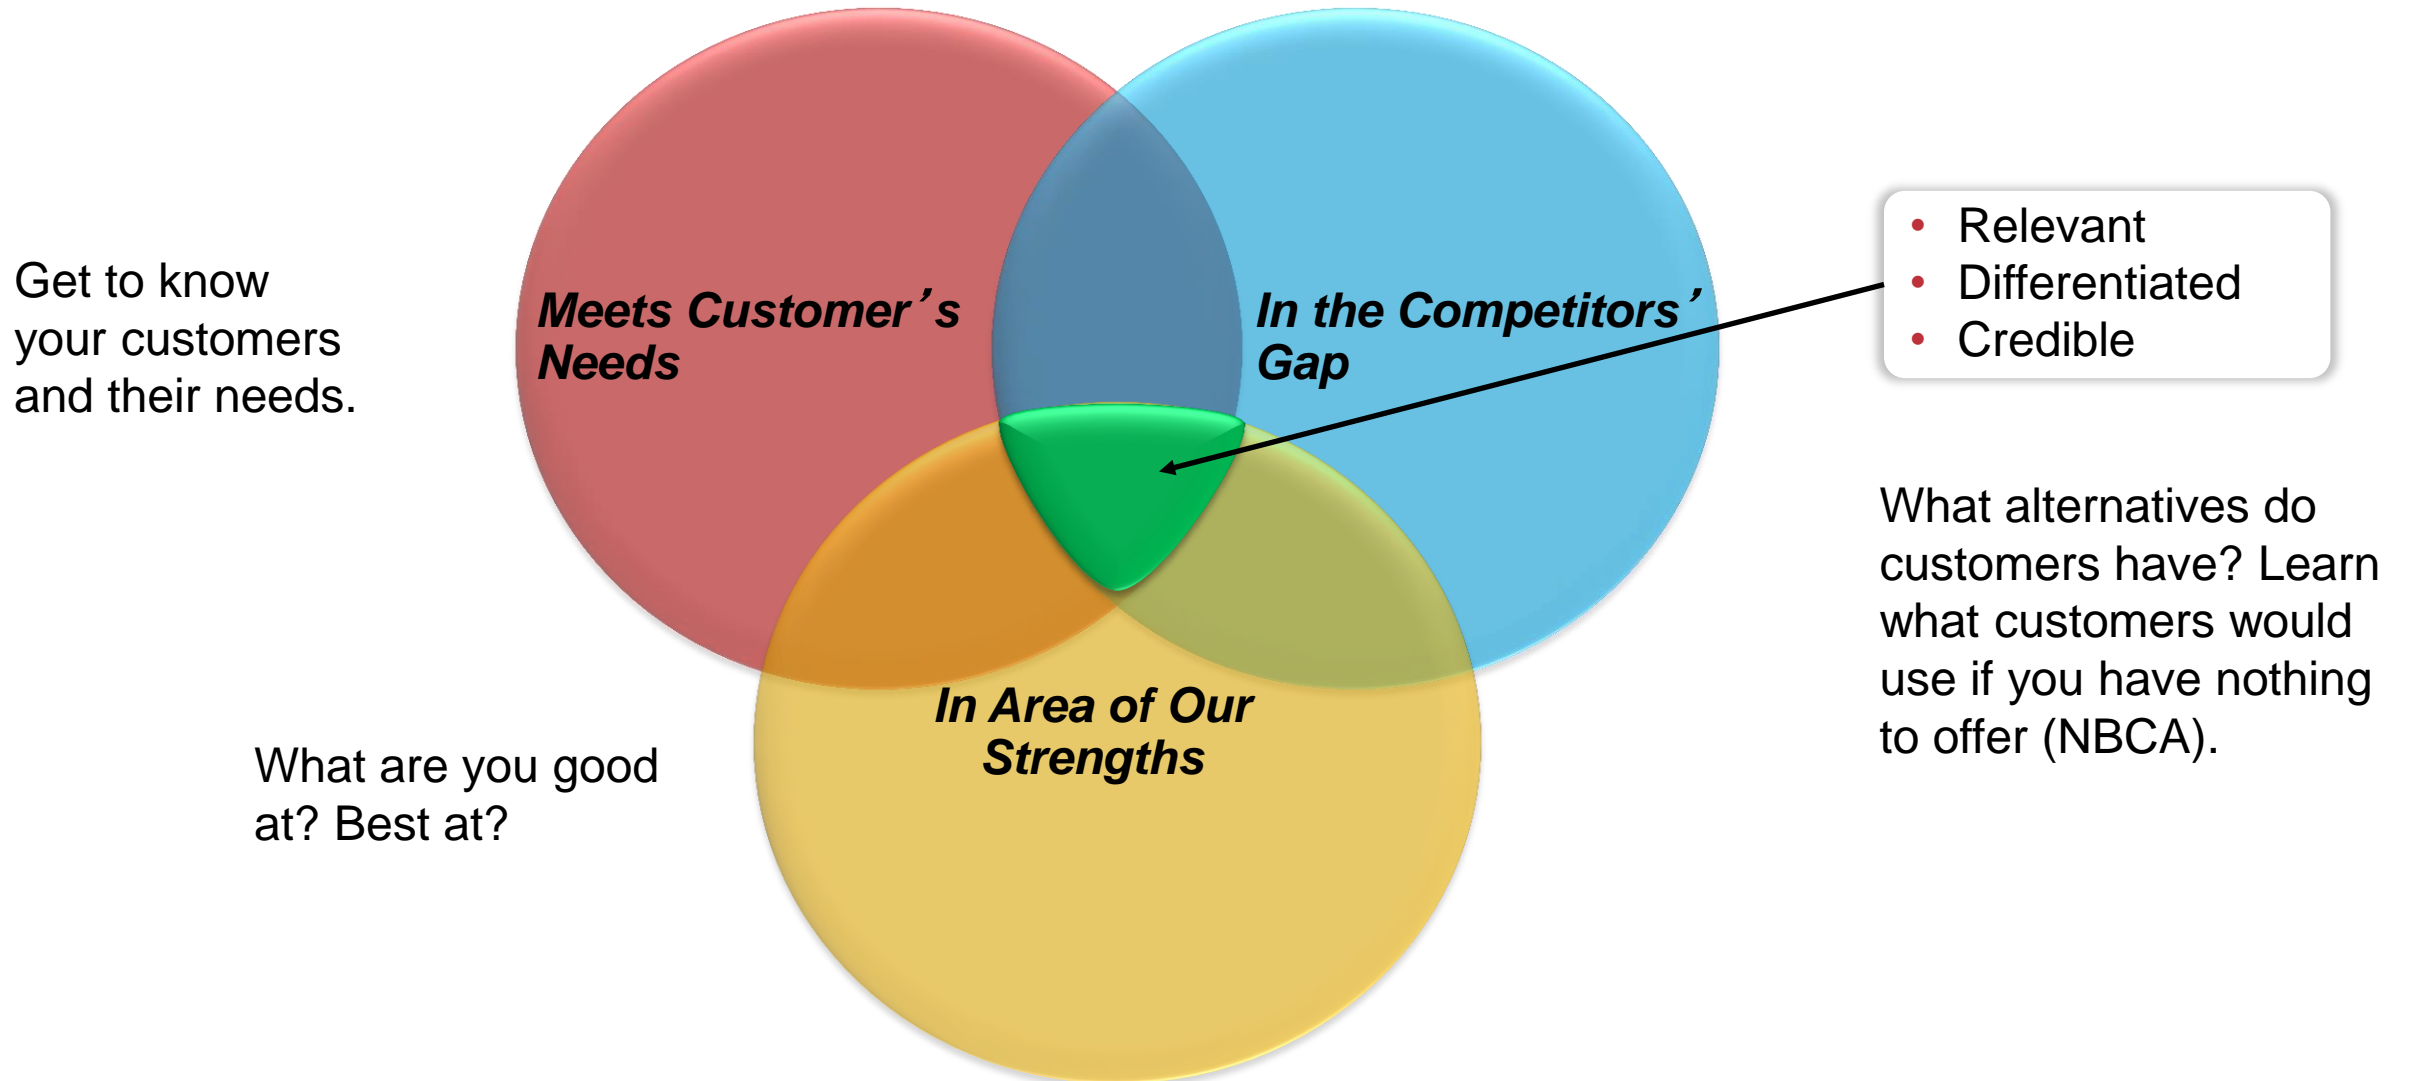 Get to know
your customers
and their needs.
Meets Customer’s
Needs
In the Competitors’
Gap
• Relevant
• Differentiated
• Credible
What alternatives do
customers have? Learn
what customers would
use if you have nothing
to offer (NBCA).
In Area of Our
Strengths
What are you good
at? Best at?